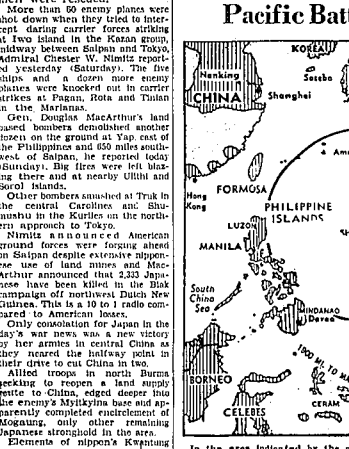 were rescued.
More than 60 enemy planes were
shot down when they tried to inter-
cept daring carrier forces striking
at Iwo island in the Kazan group,
midway between Saipan and Tokyo,
Admiral Chester W. Nimitz report-
ed yesterday (Saturday). The five
ships and a dozen more enemy
planes were knocked out in carrier
strikes at Pagan, Rota and Tinian
in the Marianas.
Gen. Douglas MacArthur's land
based bombers demolished another
dozen on the ground at Yap, east of
the Philippines and 650 miles south-
west of Saipan, he reported today
(Sunday). Big fires were left blaz-
ing there and at nearby Ulithi and
Sorol islands.
Other bombers smashed at Truk in
the central Carolines and Shu-
mushu in the Kuriles on the north-
ern approach to Tokyo.
Nimitz announced American
ground forces were forging ahead
on Saipan despite extensive nippon-
ese use of land mines and Mac-
Arthur announced that 2,333 Japa-
nese have been killed in the Biak
campaign off northwest Dutch New
Guinea. This is a 10 to 1 radio com-
pared to American losses.
Only consolation for Japan in the
day's war news was a new victory
by her armies in central China as
they neared the halfway point in
their drive to cut China in two.
Allied troops in north Burma
seeking to reopen a land supply
route to China, edged deeper into
the enemy's Myitkyina base and ap-
parently completed encirclement of
Mogaung, only other remaining
Japanese stronghold in the area.
Elements of nippon's Kwantung
Pacific Batt
KOREA
Nanking
Sasebo
CHINA
Shanghai
FORMOSA
Hong
Kong
PHILIPPINE
ISLANDS
LUZON
MANILA
South
China
Sea
MINDANAO
Davao
1000 MI. TO
BORNEO
CELEBES
CERAM
In the area indicated by the